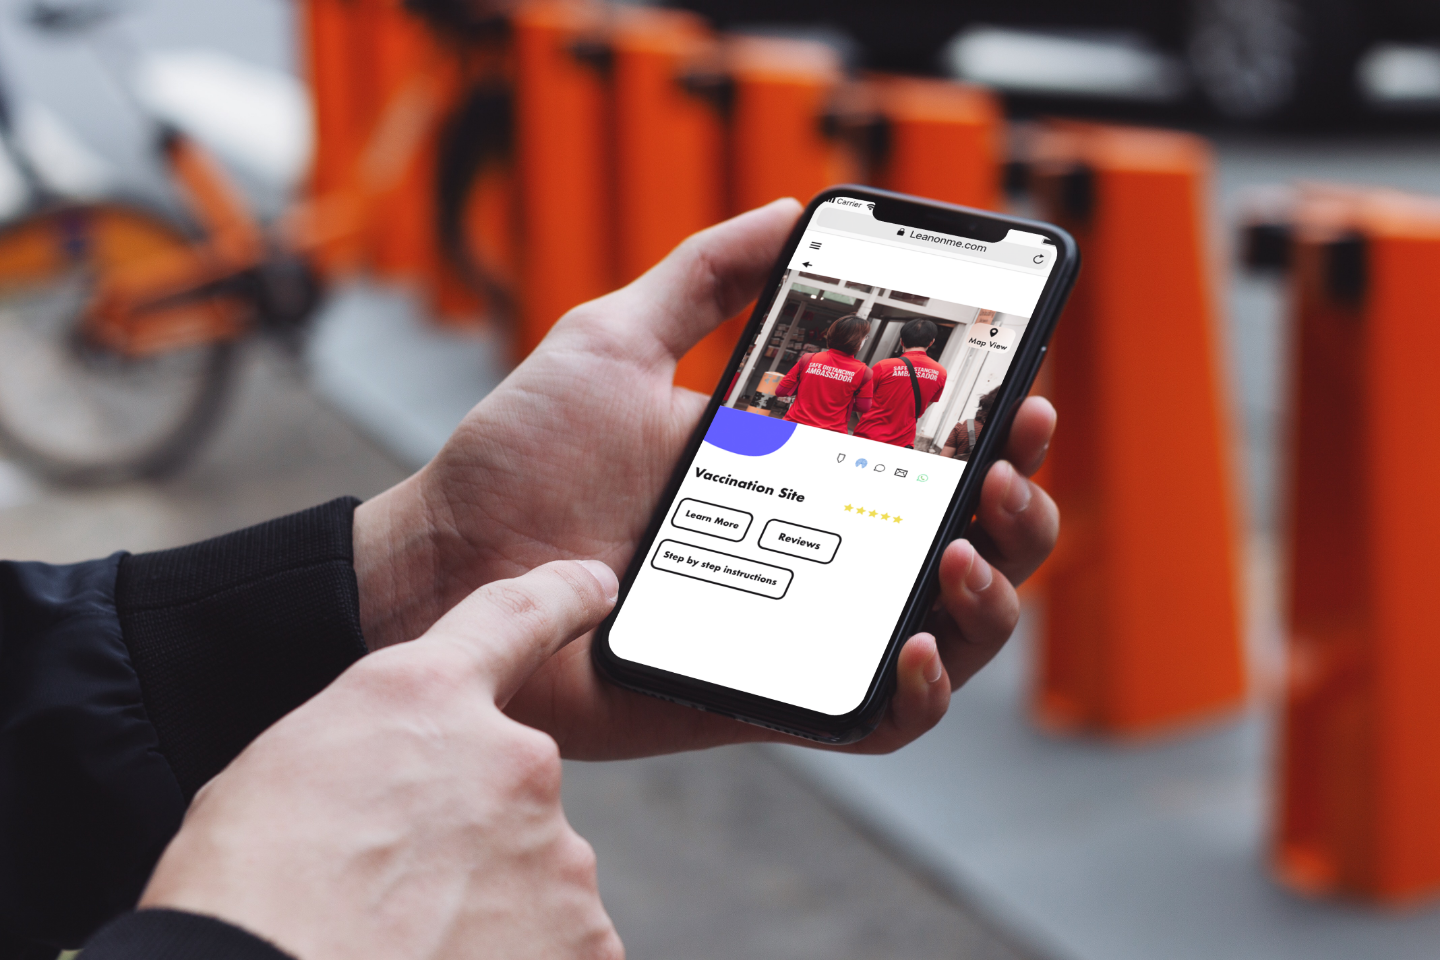 Carrier
Leanonme.com
Map View
SAFE DISTANCING
AMBASSADOR
SAFE DISTANCING
AMBASSADOR
Vaccination Site
Learn More
Reviews
Step by step instructions